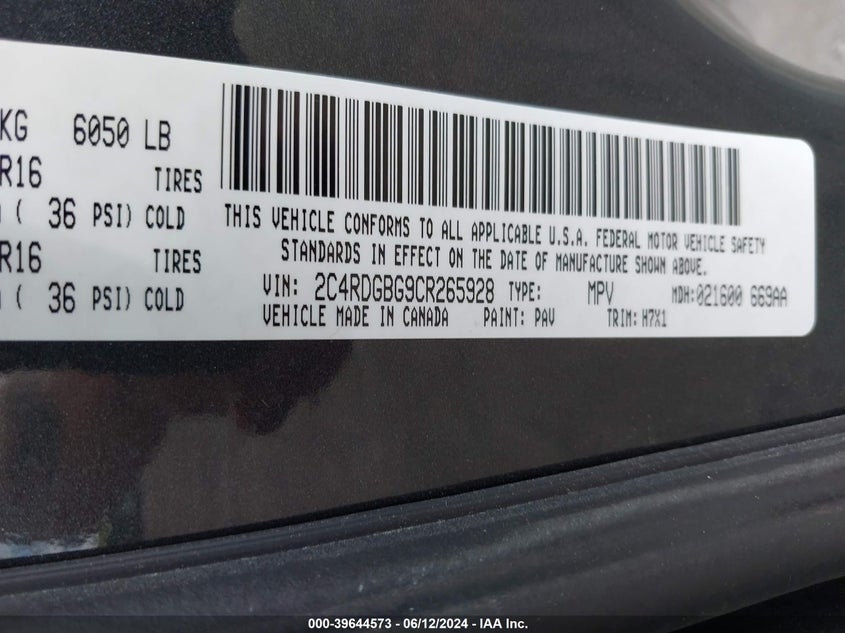 KG 6050 LB
R16 TIRES
( 36 PSI) COLD
R16 TIRES
( 36 PSI) COLD
THIS VEHICLE CONFORMS TO ALL APPLICABLE U.S.A. FEDERAL MOTOR VEHICLE SAFETY
STANDARDS IN EFFECT ON THE DATE OF MANUFACTURE SHOWN ABOVE.
VIN: 2C4RDGBG9CR265928 TYPE: MPV MDH:021600 669AA
VEHICLE MADE IN CANADA PAINT: PAV TRIM: H7X1
000-39644573 - 06/12/2024 - IAA Inc.